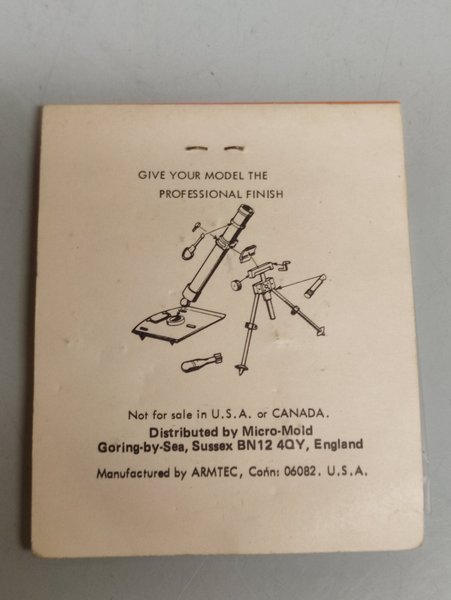 GIVE YOUR MODEL THE
PROFESSIONAL FINISH
Not for sale in U.S.A. or CANADA.
Distributed by Micro-Mold
Goring-by-Sea, Sussex BN12 4QY, England
Manufactured by ARMTEC, Conn: 06082. U.S.A.